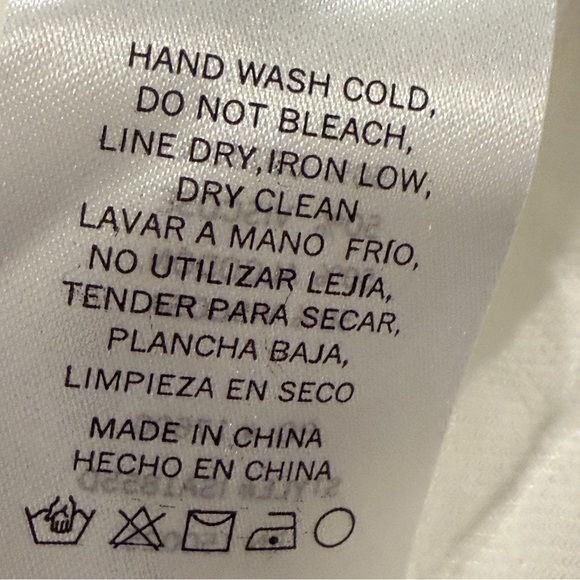 HAND WASH COLD,
DO NOT BLEACH,
LINE DRY,IRON LOW,
DRY CLEAN
LAVAR A MANO FRÍO,
NO UTILIZAR LEJÍA,
TENDER PARA SECAR,
PLANCHA BAJA,
LIMPIEZA EN SECO
MADE IN CHINA
HECHO EN CHINA